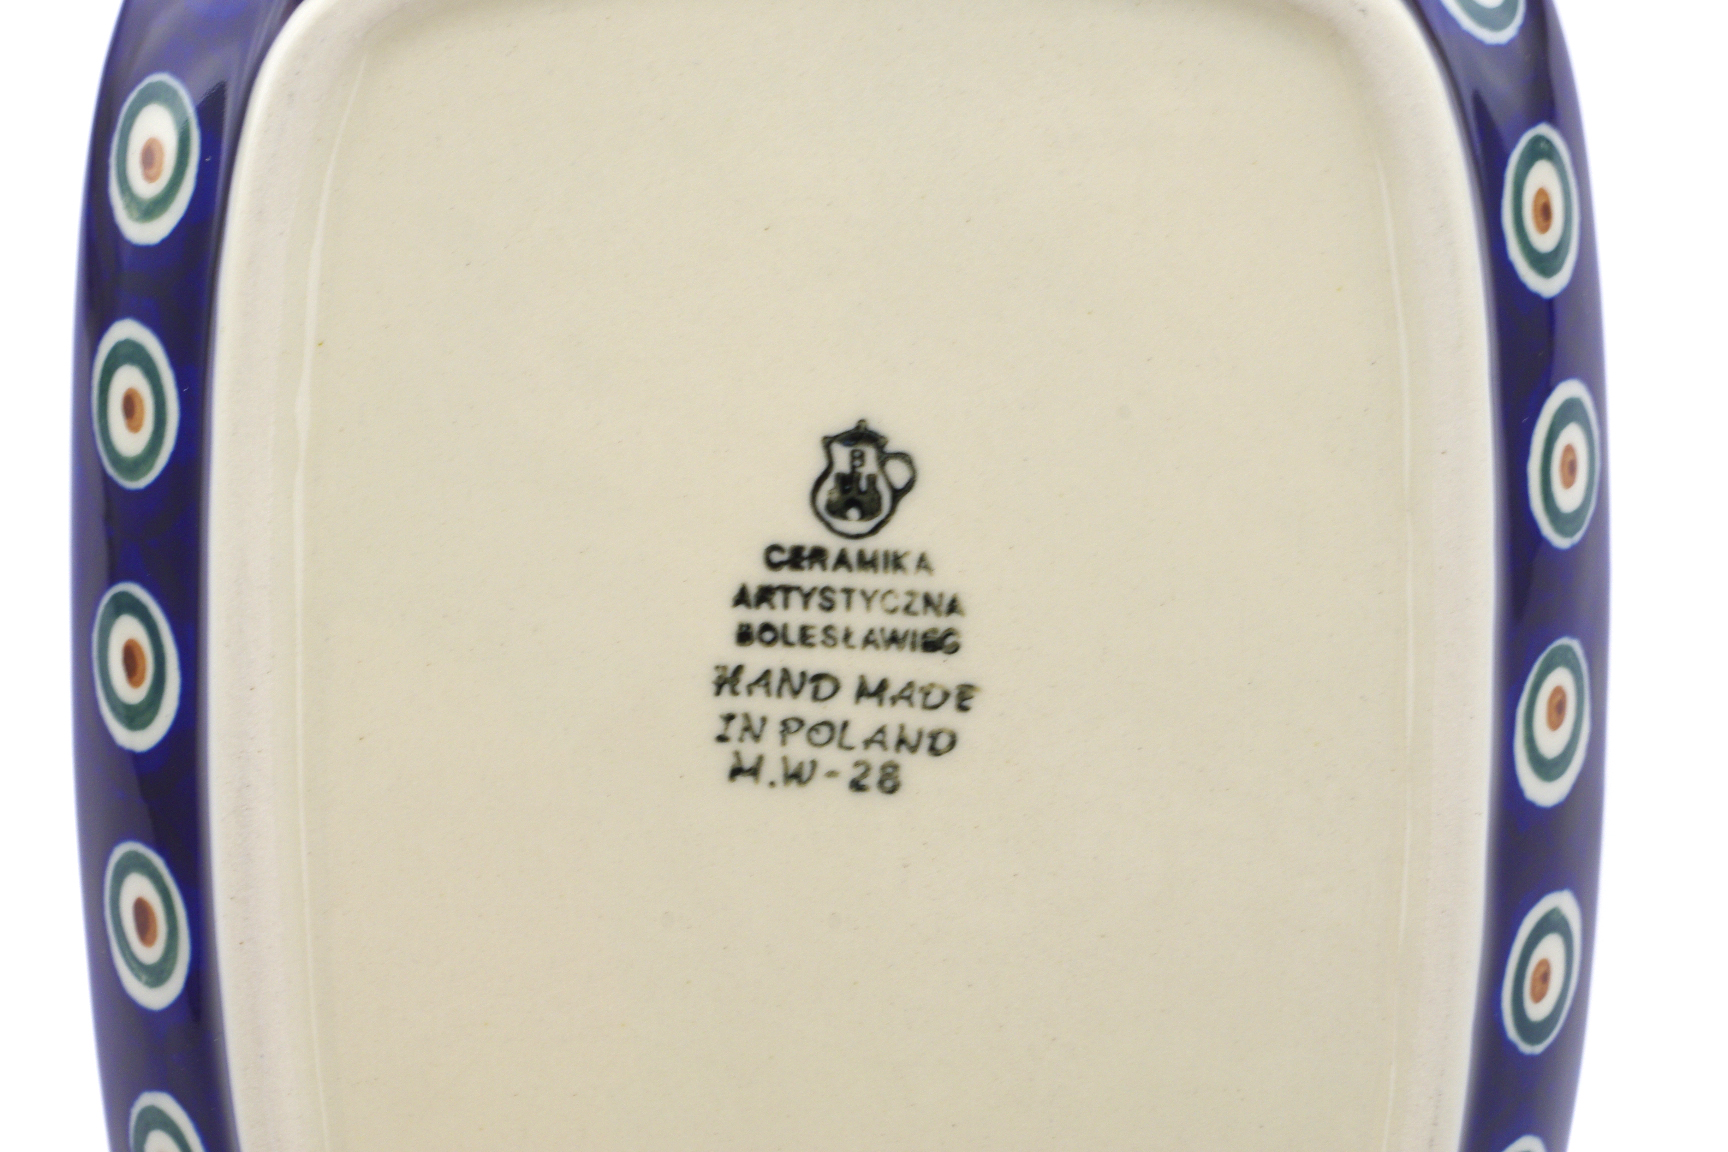 B
CERAMIKA
ARTYSTYCZNA
BOLESŁAWIEC
HAND MADE
IN POLAND
M.W-28